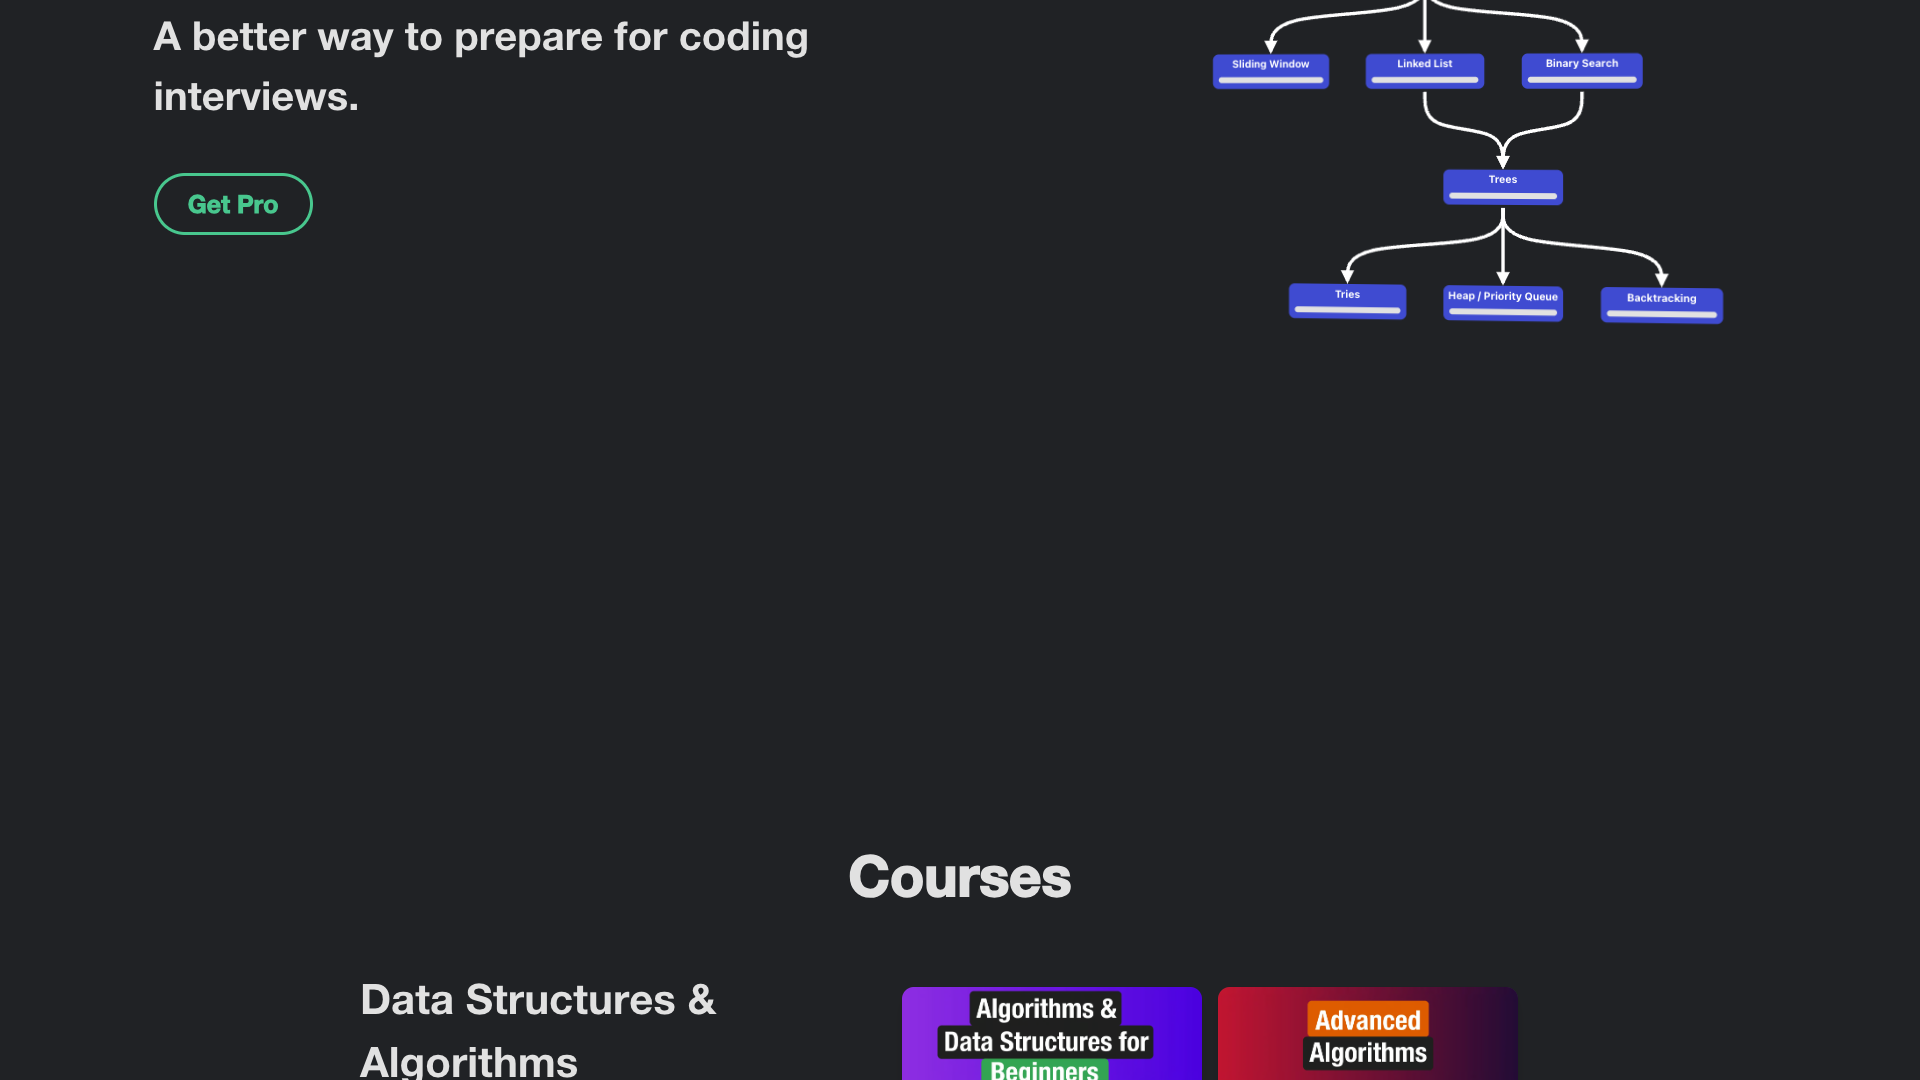 A better way to prepare for coding
interviews.
Get Pro
Sliding Window
Linked List
Binary Search
Trees
Tries
Heap / Priority Queue
Backtracking
Courses
Data Structures &
Algorithms
Algorithms &
Data Structures for
Beginners
Advanced
Algorithms